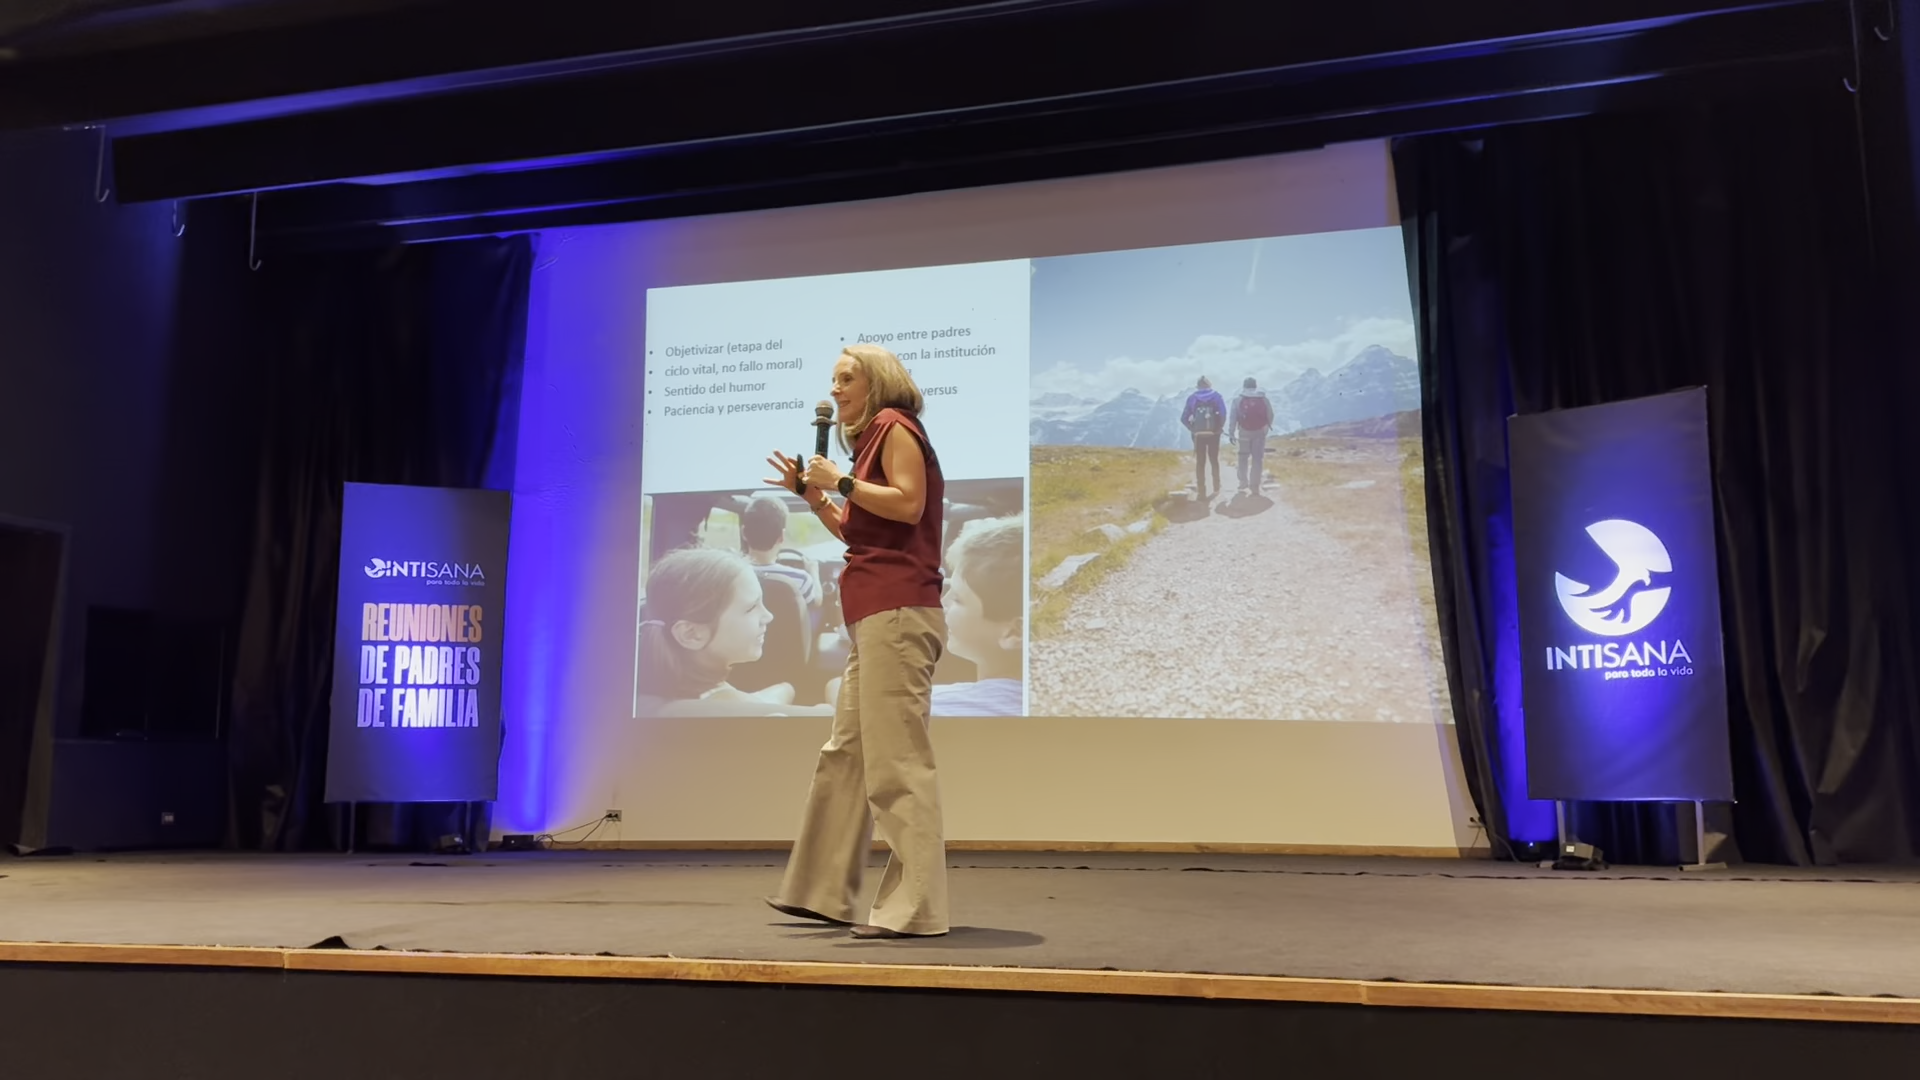 Objetivizar (etapa del
ciclo vital, no fallo moral)
Sentido del humor
Paciencia y perseverancia
Apoyo entre padres
con la institución
versus
INTISANA
para toda la vida
REUNIONES
DE PADRES
DE FAMILIA
INTISANA
para toda la vida